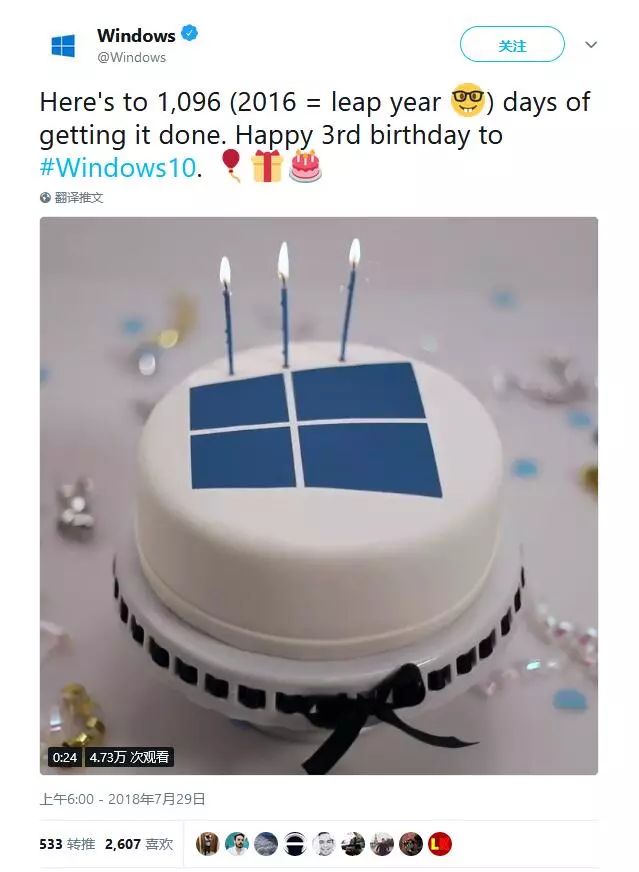 Windows
@Windows
关注
Here's to 1,096 (2016 = leap year 🤓) days of
getting it done. Happy 3rd birthday to
#Windows10. 🎈🎁🎂
翻译推文
0:24 4.73万 次观看
上午6:00 - 2018年7月29日
533 转推 2,607 喜欢